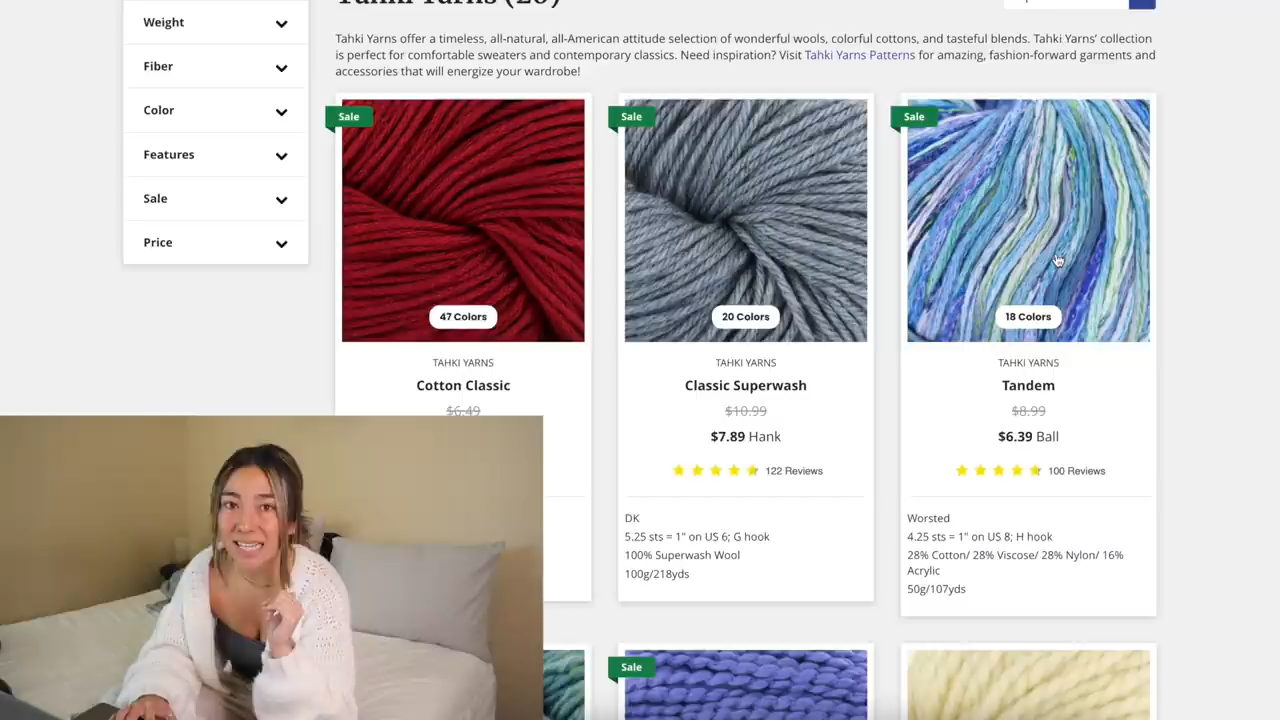 Tahki Yarns (20)
Weight
Fiber
Color
Features
Sale
Price
Tahki Yarns offer a timeless, all-natural, all-American attitude selection of wonderful wools, colorful cottons, and tasteful blends. Tahki Yarns' collection
is perfect for comfortable sweaters and contemporary classics. Need inspiration? Visit Tahki Yarns Patterns for amazing, fashion-forward garments and
accessories that will energize your wardrobe!
Sale
47 Colors
TAHKI YARNS
Cotton Classic
$6.49
Sale
20 Colors
TAHKI YARNS
Classic Superwash
$10.99
$7.89 Hank
122 Reviews
DK
5.25 sts = 1" on US 6; G hook
100% Superwash Wool
100g/218yds
Sale
18 Colors
TAHKI YARNS
Tandem
$8.99
$6.39 Ball
100 Reviews
Worsted
4.25 sts = 1" on US 8; H hook
28% Cotton/ 28% Viscose/ 28% Nylon/ 16%
Acrylic
50g/107yds
Sale